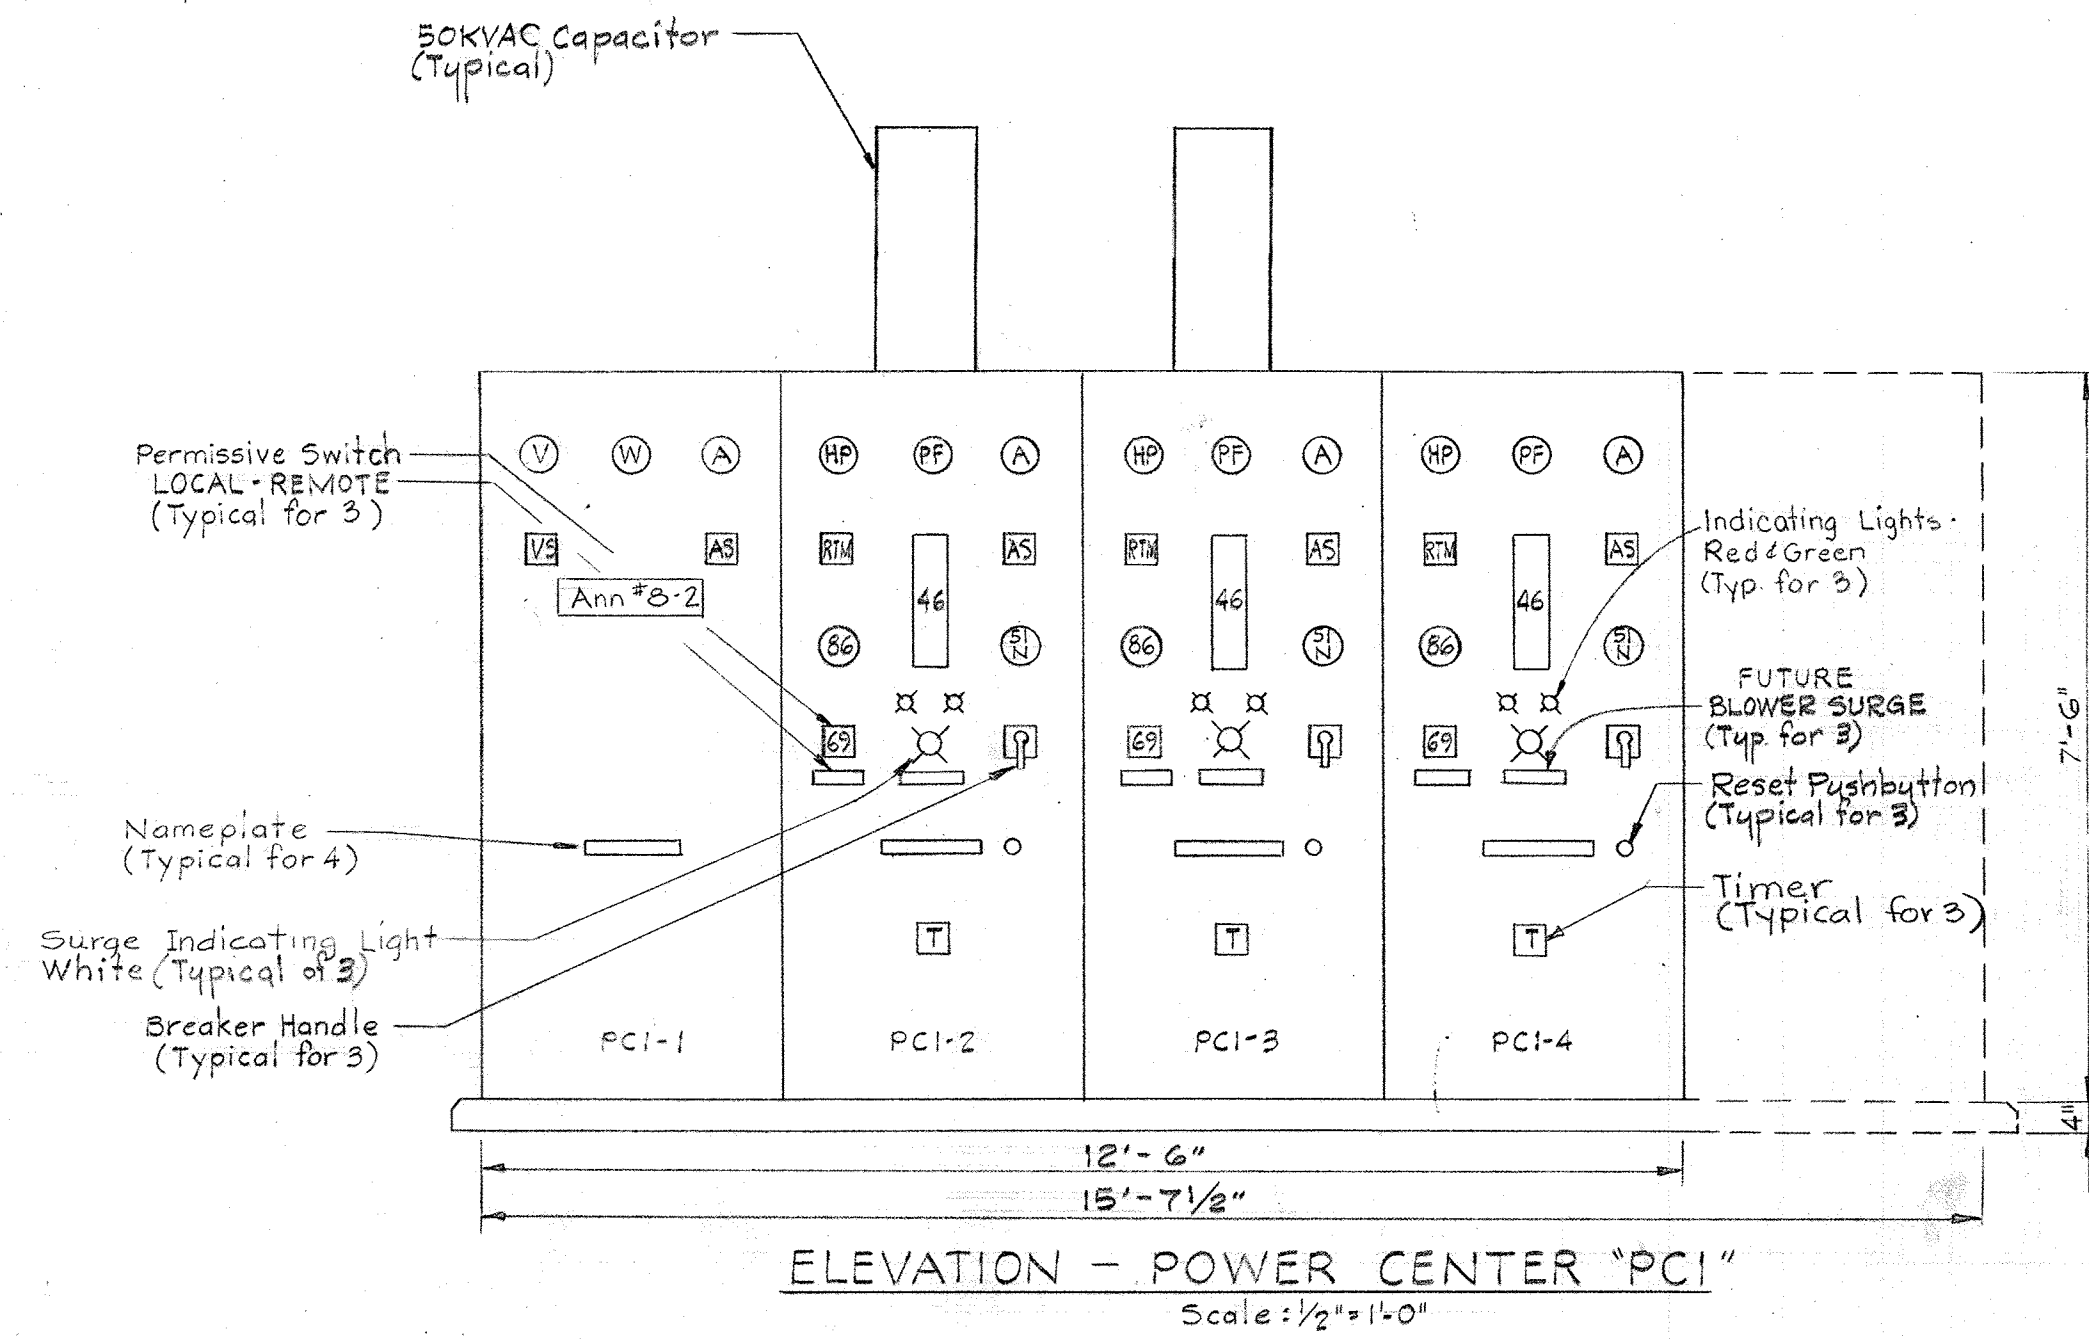 50KVAC Capacitor
(Typical)
Permissive Switch
LOCAL-REMOTE
(Typical for 3)
V W A HP PF A HP PF A HP PF A
VS AS RTM AS RTM AS RTM AS
Ann #8-2
46 46 46
86 51N 86 51N 86 51N
69 69 69
Indicating Lights
Red & Green
(Typ. for 3)
FUTURE
BLOWER SURGE
(Typ. for 3)
Reset Pushbutton
(Typical for 3)
Nameplate
(Typical for 4)
Timer
(Typical for 3)
T T T
Surge Indicating Light
White (Typical of 3)
Breaker Handle
(Typical for 3)
PC1-1 PC1-2 PC1-3 PC1-4
7'-6"
4"
12'-6"
15'-7 1/2"
ELEVATION - POWER CENTER "PC1"
Scale: 1/2"=1'-0"